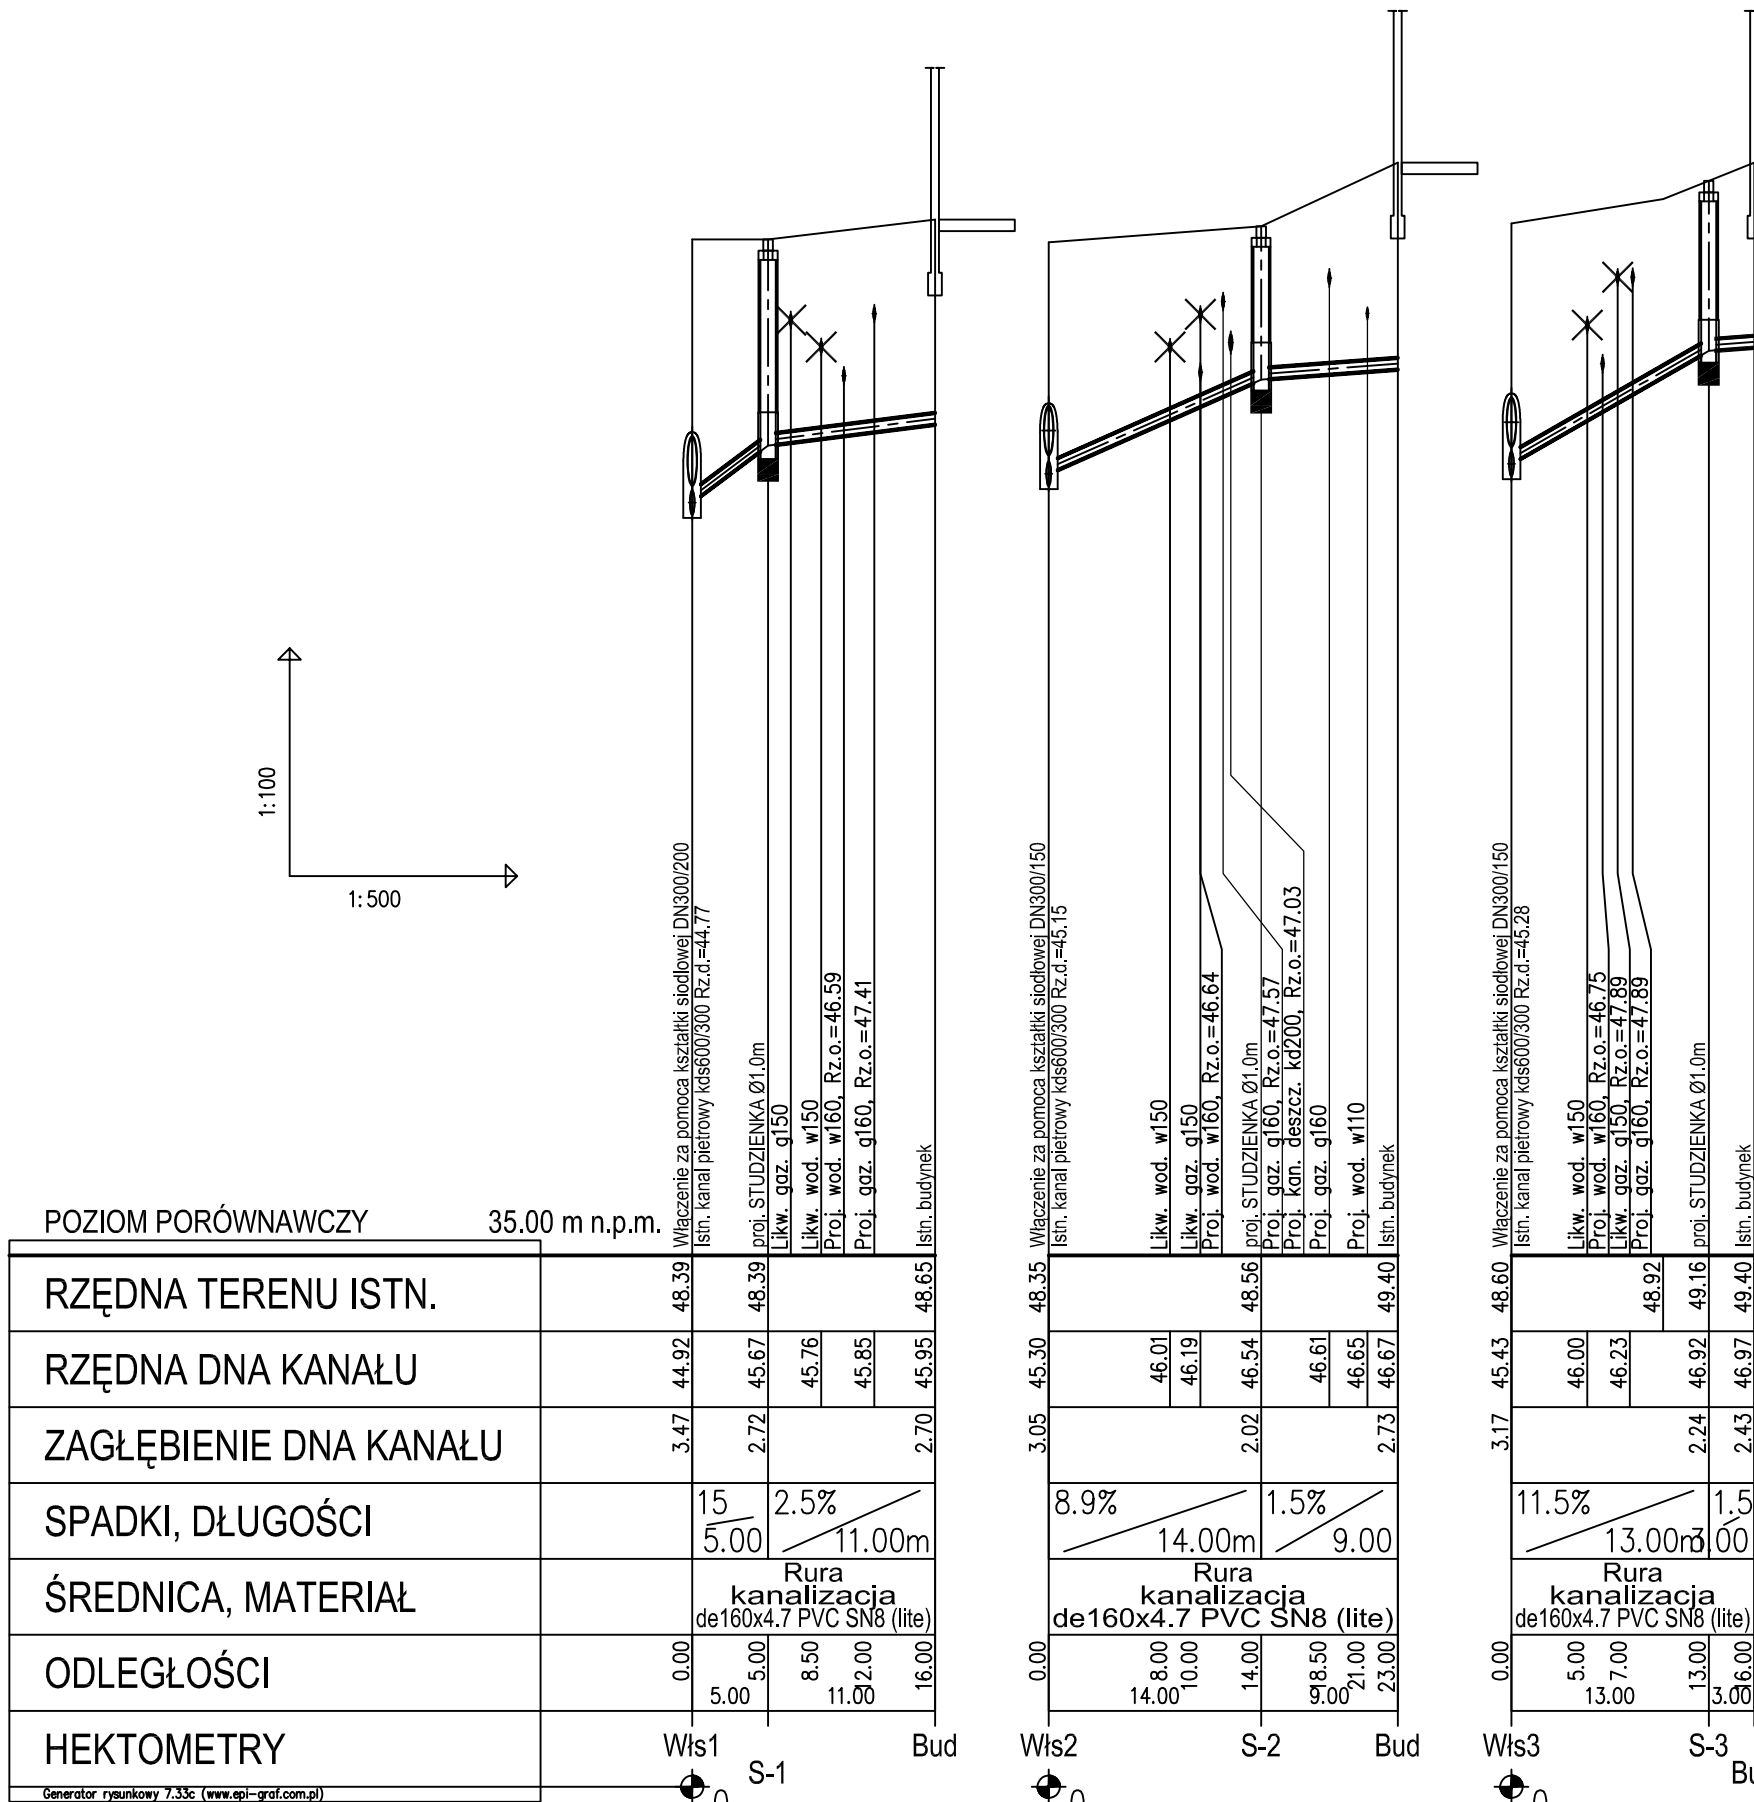 1:100
1:500
Włączenie za pomoca kształtki siodłowej DN300/200
Istn. kanal pietrowy kds600/300 Rz.d.=44.77
proj. STUDZIENKA Ø1.0m
Likw. gaz. g150
Likw. wod. w150
Proj. wod. w160, Rz.o.=46.59
Proj. gaz. g160, Rz.o.=47.41
Istn. budynek
Włączenie za pomoca kształtki siodłowej DN300/150
Istn. kanal pietrowy kds600/300 Rz.d.=45.15
Likw. wod. w150
Likw. gaz. g150
Proj. wod. w160, Rz.o.=46.64
proj. STUDZIENKA Ø1.0m
Proj. gaz. g160, Rz.o.=47.57
Proj. kan. deszcz. kd200, Rz.o.=47.03
Proj. gaz. g160
Proj. wod. w110
Istn. budynek
Włączenie za pomoca kształtki siodłowej DN300/150
Istn. kanal pietrowy kds600/300 Rz.d.=45.28
Likw. wod. w150
Proj. wod. w160, Rz.o.=46.75
Likw. gaz. g150, Rz.o.=47.89
Proj. gaz. g160, Rz.o.=47.89
proj. STUDZIENKA Ø1.0m
Istn. budynek
POZIOM PORÓWNAWCZY 35.00 m n.p.m.
RZĘDNA TERENU ISTN. 48.39 48.39 48.65 48.35 48.56 49.40 48.60 48.92 49.16 49.40
RZĘDNA DNA KANAŁU 44.92 45.67 45.76 45.85 45.95 45.30 46.01 46.19 46.54 46.61 46.65 46.67 45.43 46.00 46.23 46.92 46.97
ZAGŁĘBIENIE DNA KANAŁU 3.47 2.72 2.70 3.05 2.02 2.73 3.17 2.24 2.43
SPADKI, DŁUGOŚCI
15 2.5% 8.9% 1.5% 11.5% 1.5
5.00 11.00m 14.00m 9.00 13.00m 3.00
ŚREDNICA, MATERIAŁ
Rura Rura Rura
kanalizacja kanalizacja kanalizacja
de160x4.7 PVC SN8 (lite) de160x4.7 PVC SN8 (lite) de160x4.7 PVC SN8 (lite)
ODLEGŁOŚCI 0.00 5.00 8.50 12.00 16.00 0.00 8.00 10.00 14.00 18.50 21.00 23.00 0.00 5.00 7.00 13.00 16.00
5.00 11.00 14.00 9.00 13.00 3.00
HEKTOMETRY
Włs1 S-1 Bud Włs2 S-2 Bud Włs3 S-3
0 0 0
Generator rysunkowy 7.33c (www.epi-graf.com.pl)